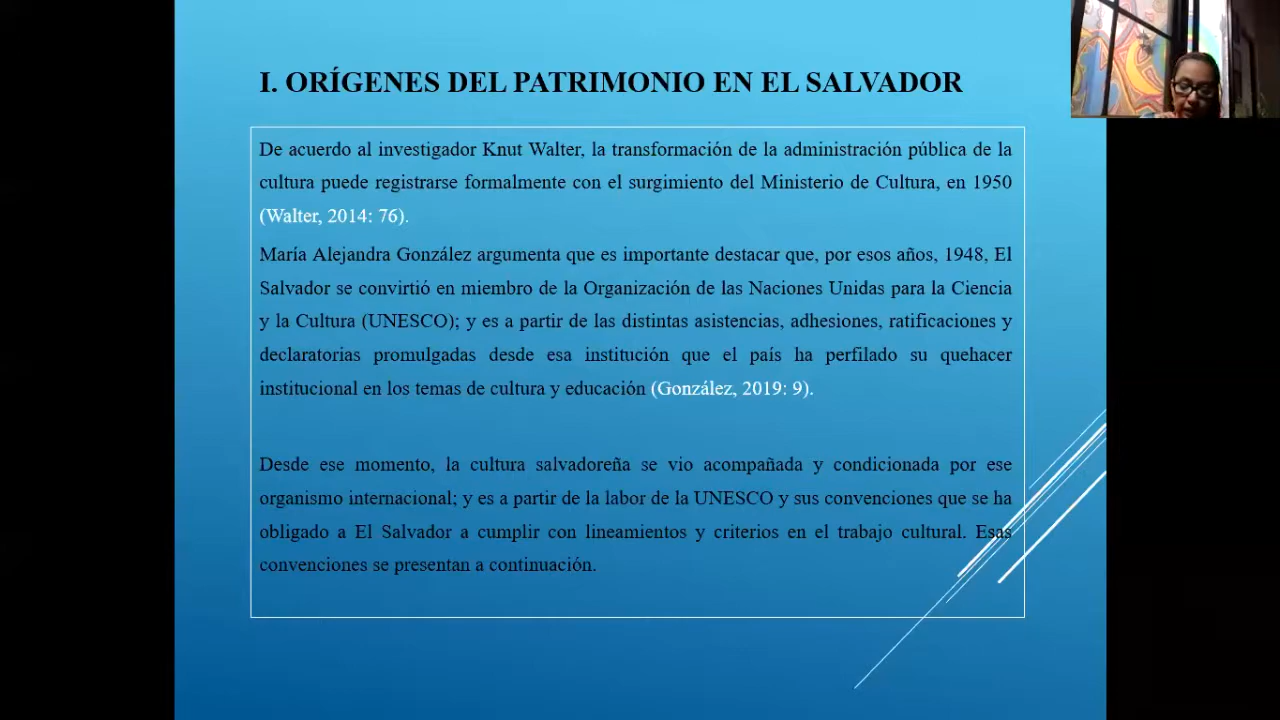 I. ORÍGENES DEL PATRIMONIO EN EL SALVADOR
De acuerdo al investigador Knut Walter, la transformación de la administración pública de la
cultura puede registrarse formalmente con el surgimiento del Ministerio de Cultura, en 1950
(Walter, 2014: 76).
María Alejandra González argumenta que es importante destacar que, por esos años, 1948, El
Salvador se convirtió en miembro de la Organización de las Naciones Unidas para la Ciencia
y la Cultura (UNESCO); y es a partir de las distintas asistencias, adhesiones, ratificaciones y
declaratorias promulgadas desde esa institución que el país ha perfilado su quehacer
institucional en los temas de cultura y educación (González, 2019: 9).
Desde ese momento, la cultura salvadoreña se vio acompañada y condicionada por ese
organismo internacional; y es a partir de la labor de la UNESCO y sus convenciones que se ha
obligado a El Salvador a cumplir con lineamientos y criterios en el trabajo cultural. Esas
convenciones se presentan a continuación.